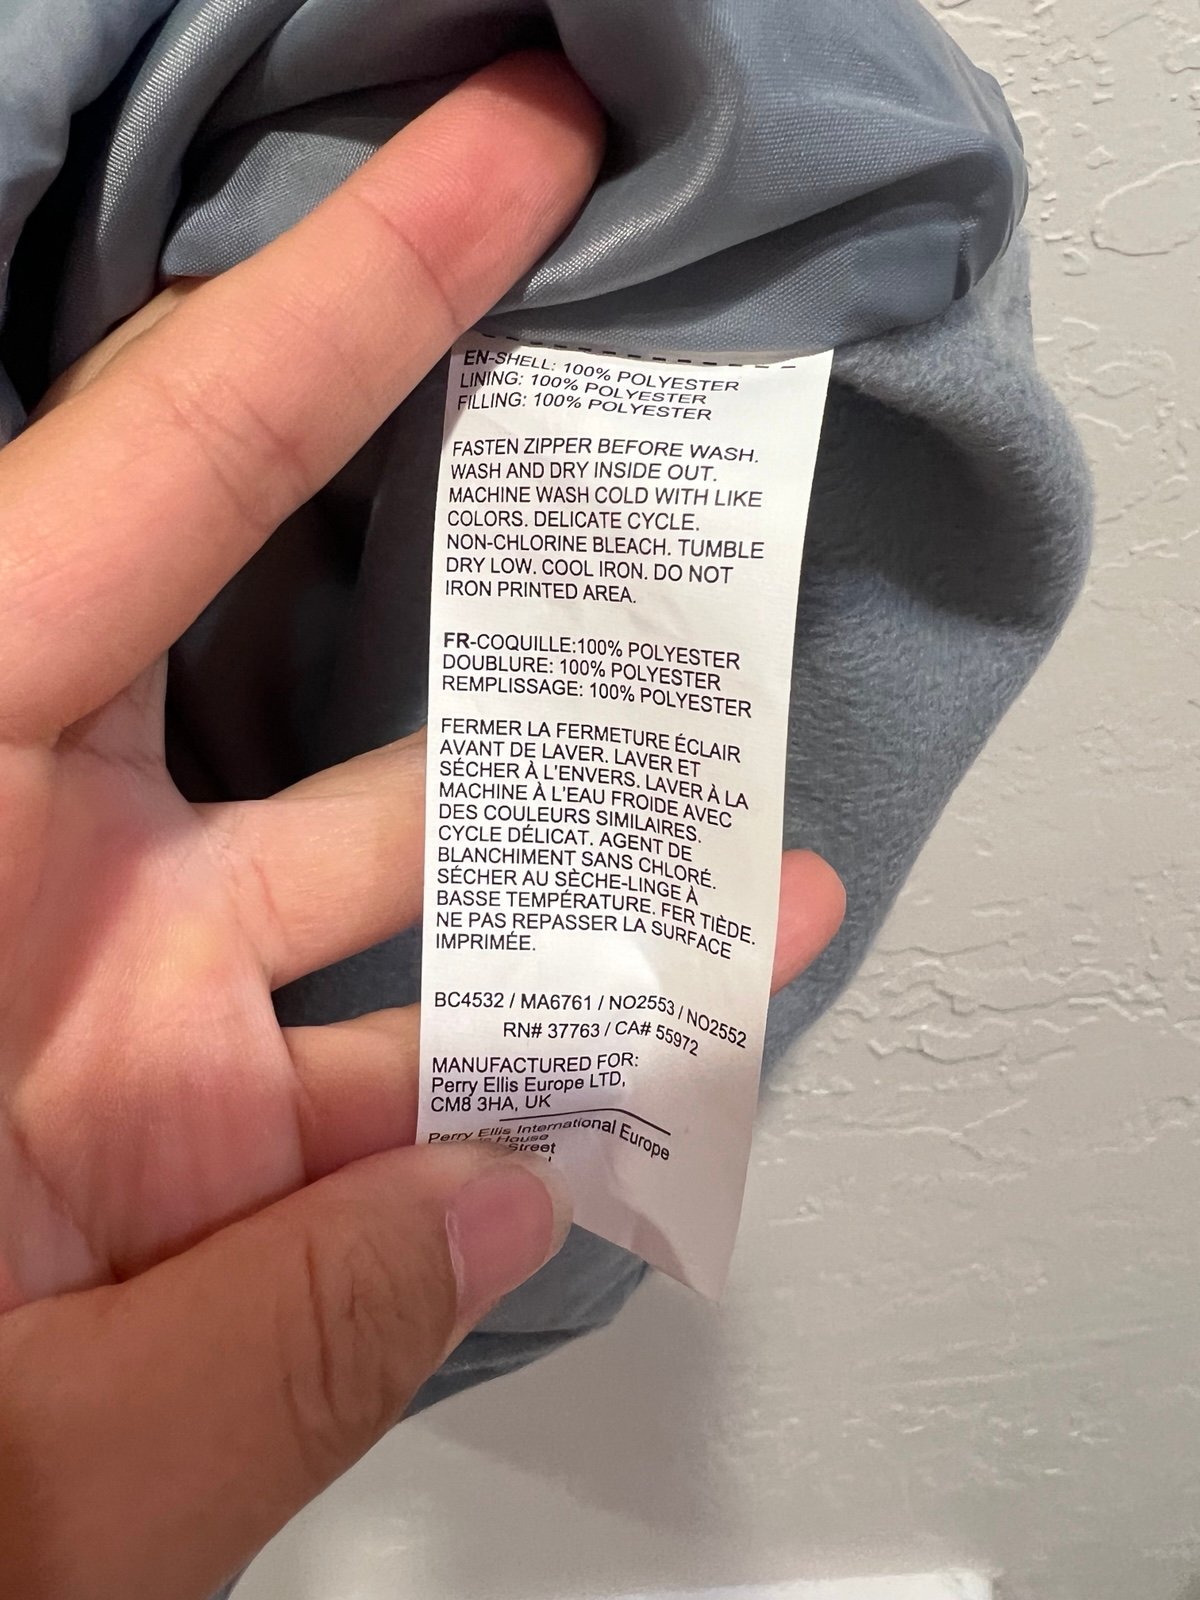 EN-SHELL: 100% POLYESTER
LINING: 100% POLYESTER
FILLING: 100% POLYESTER
FASTEN ZIPPER BEFORE WASH.
WASH AND DRY INSIDE OUT.
MACHINE WASH COLD WITH LIKE
COLORS. DELICATE CYCLE.
NON-CHLORINE BLEACH. TUMBLE
DRY LOW. COOL IRON. DO NOT
IRON PRINTED AREA.
FR-COQUILLE:100% POLYESTER
DOUBLURE: 100% POLYESTER
REMPLISSAGE: 100% POLYESTER
FERMER LA FERMETURE ÉCLAIR
AVANT DE LAVER. LAVER ET
SÉCHER À L'ENVERS. LAVER À LA
MACHINE À L'EAU FROIDE AVEC
DES COULEURS SIMILAIRES.
CYCLE DÉLICAT. AGENT DE
BLANCHIMENT SANS CHLORÉ.
SÉCHER AU SÈCHE-LINGE À
BASSE TEMPÉRATURE. FER TIÈDE.
NE PAS REPASSER LA SURFACE
IMPRIMÉE.
BC4532 / MA6761 / NO2553 / NO2552
RN# 37763 / CA# 55972
MANUFACTURED FOR:
Perry Ellis Europe LTD,
CM8 3HA, UK
Perry Ellis International Europe
House
Street